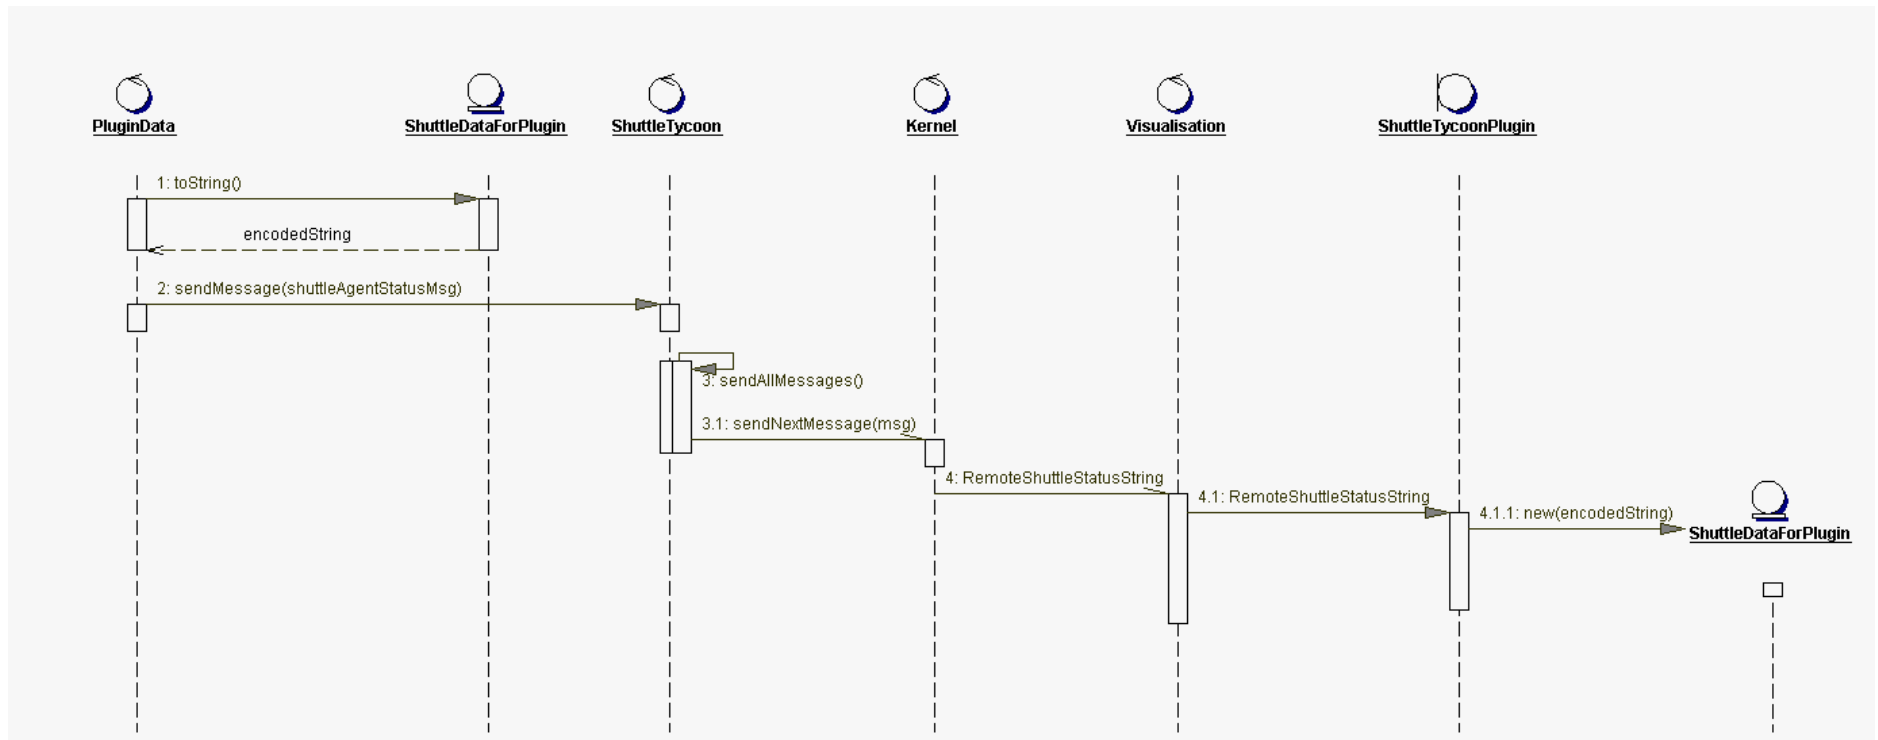 PluginData
ShuttleDataForPlugin
ShuttleTycoon
Kernel
Visualisation
ShuttleTycoonPlugin
1: toString()
encodedString
2: sendMessage(shuttleAgentStatusMsg)
3: sendAllMessages()
3.1: sendNextMessage(msg)
4: RemoteShuttleStatusString
4.1: RemoteShuttleStatusString
4.1.1: new(encodedString)
ShuttleDataForPlugin